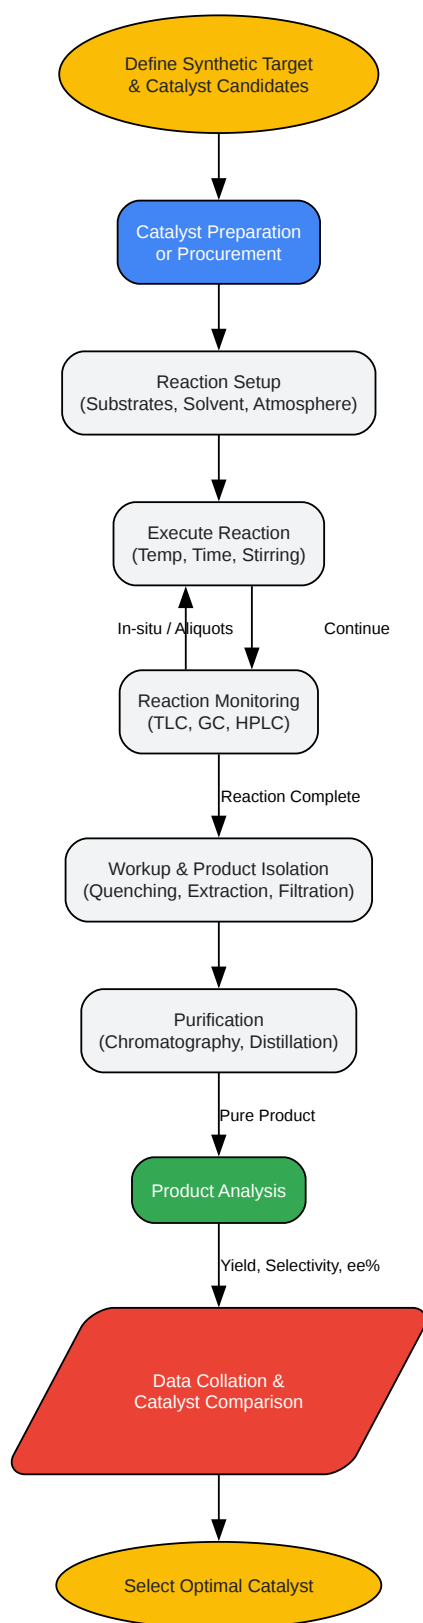 Define Synthetic Target
& Catalyst Candidates
Catalyst Preparation
or Procurement
Reaction Setup
(Substrates, Solvent, Atmosphere)
Execute Reaction
(Temp, Time, Stirring)
In-situ / Aliquots
Continue
Reaction Monitoring
(TLC, GC, HPLC)
Reaction Complete
Workup & Product Isolation
(Quenching, Extraction, Filtration)
Purification
(Chromatography, Distillation)
Pure Product
Product Analysis
Yield, Selectivity, ee%
Data Collation &
Catalyst Comparison
Select Optimal Catalyst